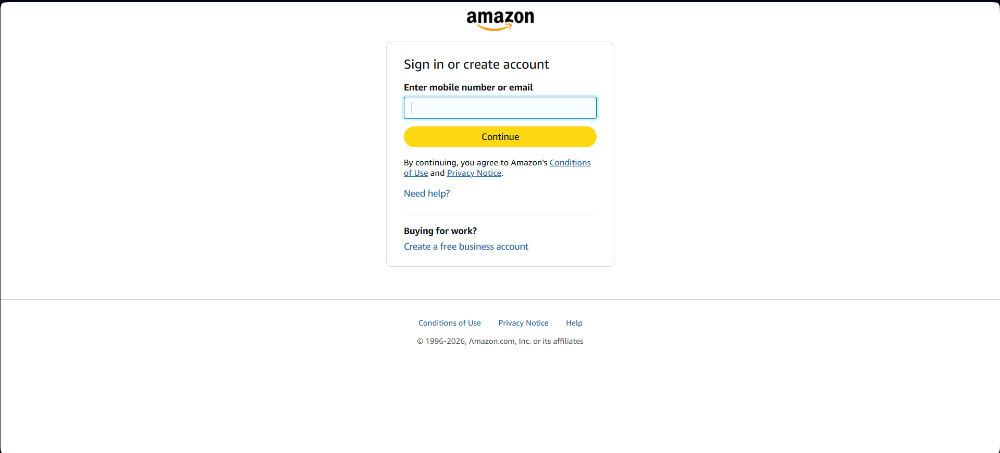 amazon
Sign in or create account
Enter mobile number or email
Continue
By continuing, you agree to Amazon's Conditions
of Use and Privacy Notice.
Need help?
Buying for work?
Create a free business account
Conditions of Use Privacy Notice Help
© 1996-2026, Amazon.com, Inc. or its affiliates